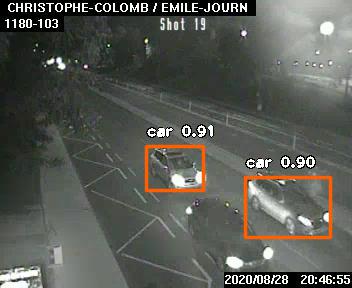 CHRISTOPHE-COLOMB / EMILE-JOURN
1180-103
Shot 19
car 0.91
car 0.90
2020/08/28 20:46:55